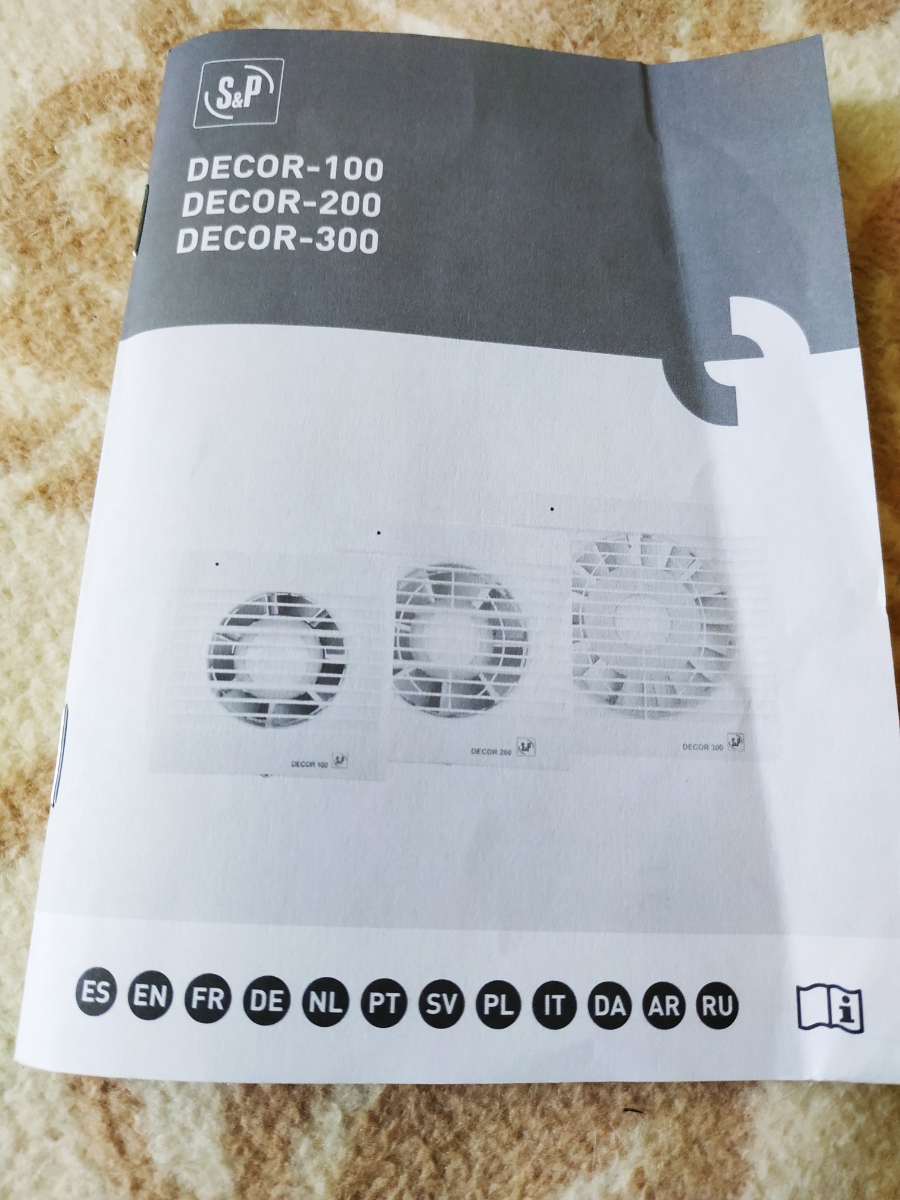 S&P
DECOR-100
DECOR-200
DECOR-300
DECOR 100 S&P
DECOR 200 S&P
DECOR 300 S&P
ES EN FR DE NL PT SV PL IT DA AR RU
i